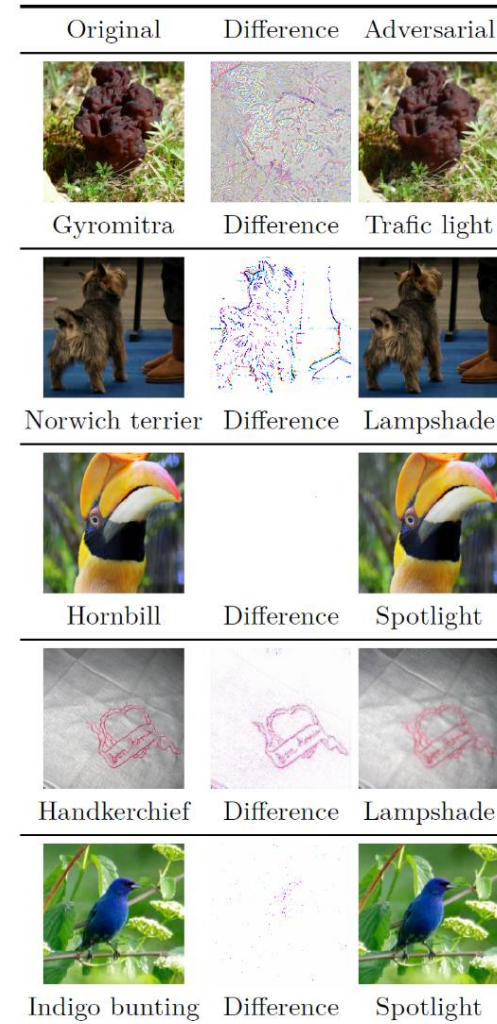 Original Difference Adversarial
Gyromitra Difference Trafic light
Norwich terrier Difference Lampshade
Hornbill Difference Spotlight
Handkerchief Difference Lampshade
Indigo bunting Difference Spotlight